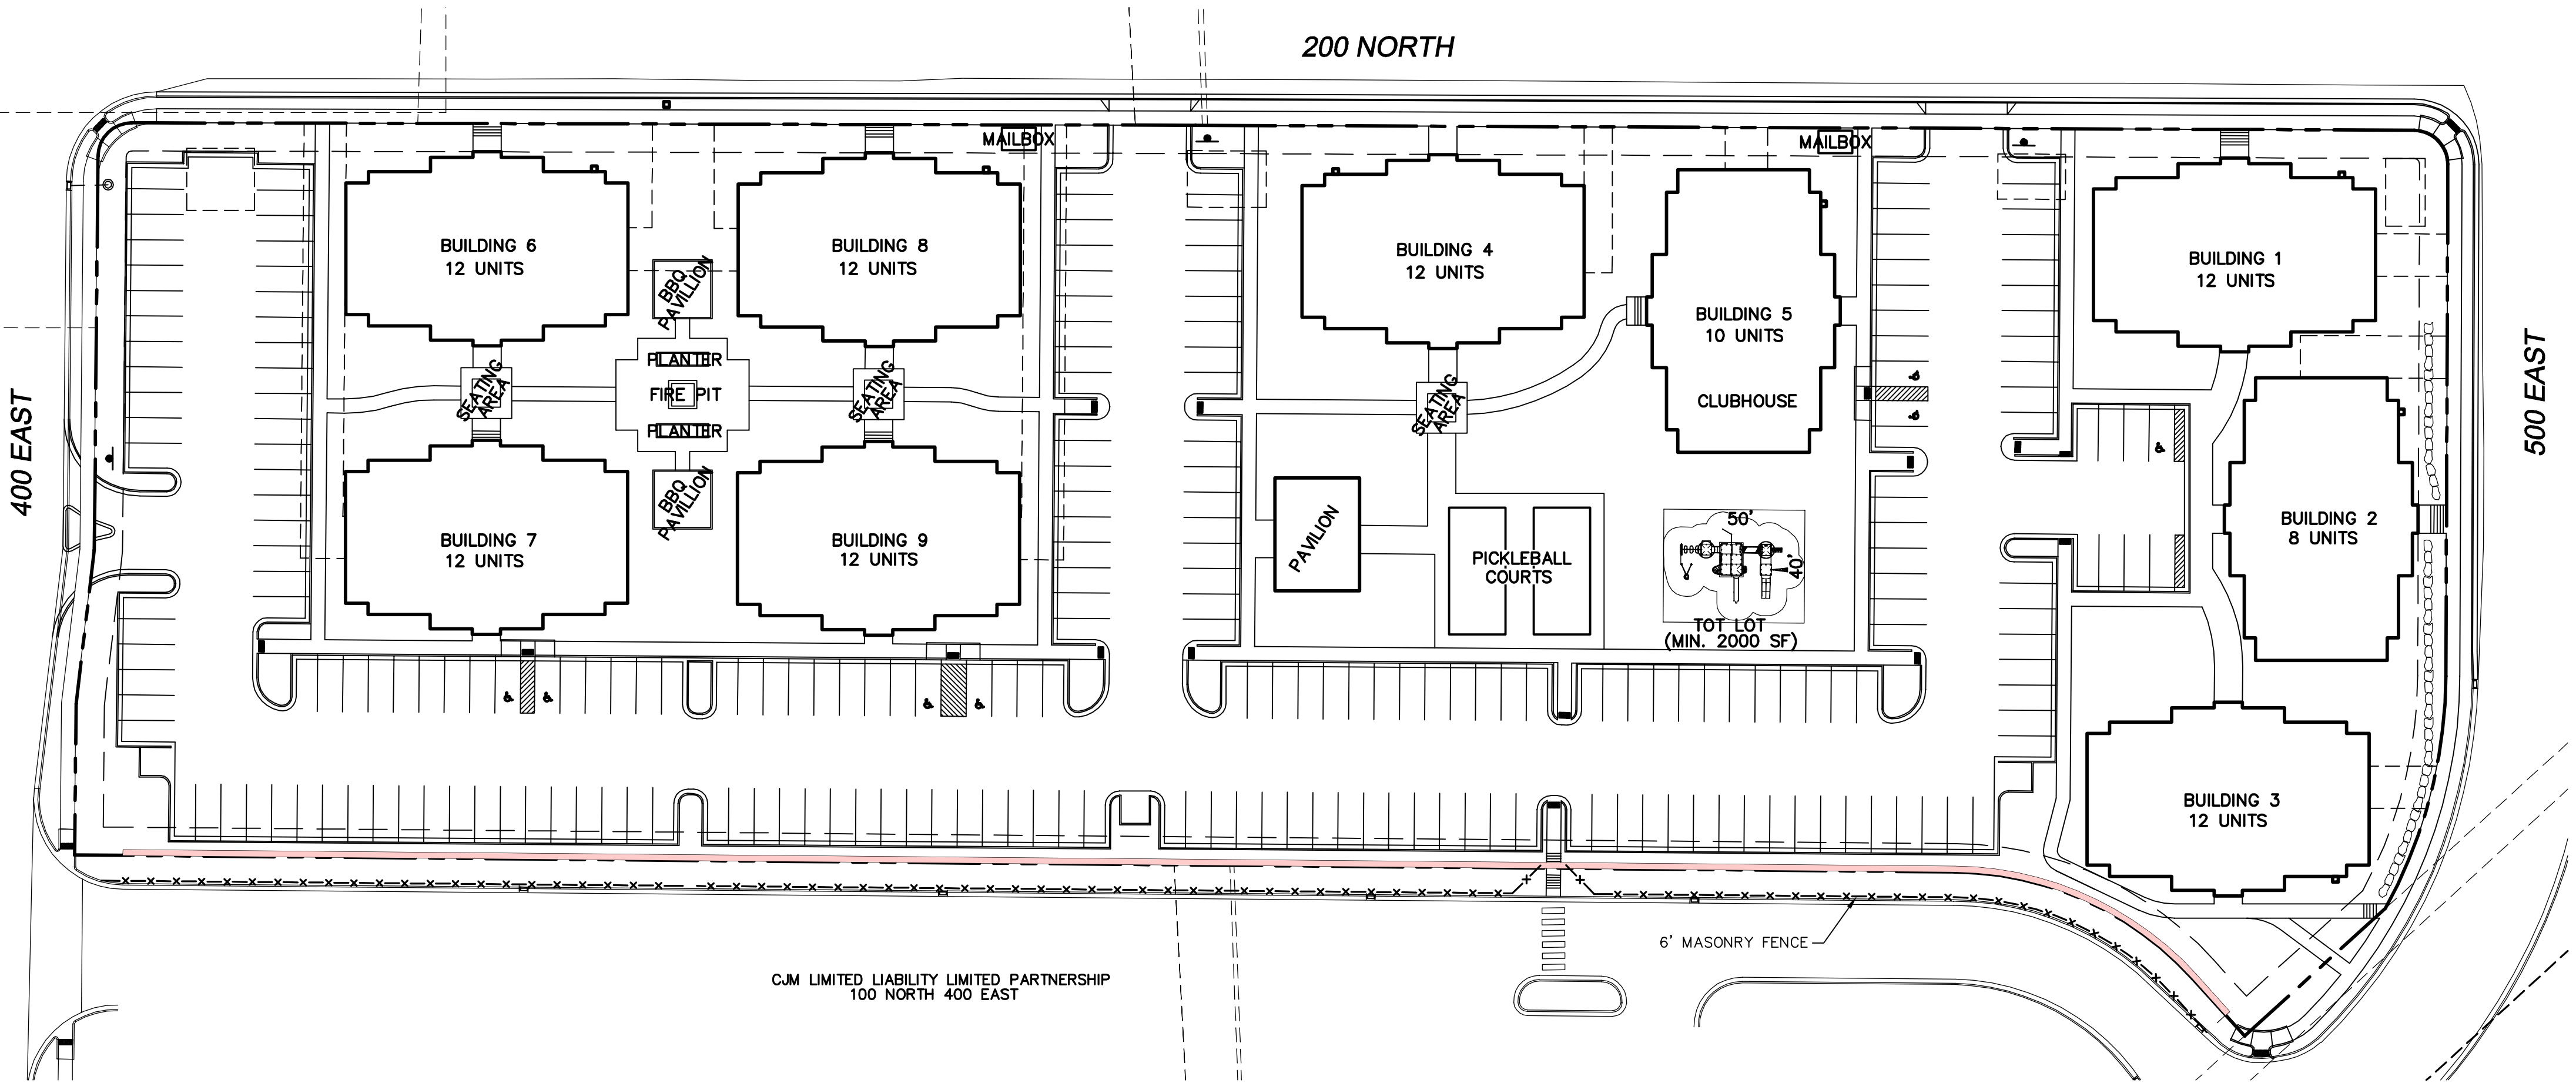 200 NORTH
400 EAST
500 EAST
MAILBOX
MAILBOX
BUILDING 6
12 UNITS
BUILDING 8
12 UNITS
BUILDING 4
12 UNITS
BUILDING 1
12 UNITS
BBQ
PAVILLION
BUILDING 5
10 UNITS
CLUBHOUSE
PLANTER
FIRE PIT
PLANTER
SEATING
AREA
SEATING
AREA
SEATING
AREA
BBQ
PAVILLION
BUILDING 7
12 UNITS
BUILDING 9
12 UNITS
PAVILION
PICKLEBALL
COURTS
50'
40'
TOT LOT
(MIN. 2000 SF)
BUILDING 2
8 UNITS
BUILDING 3
12 UNITS
6' MASONRY FENCE
CJM LIMITED LIABILITY LIMITED PARTNERSHIP
100 NORTH 400 EAST